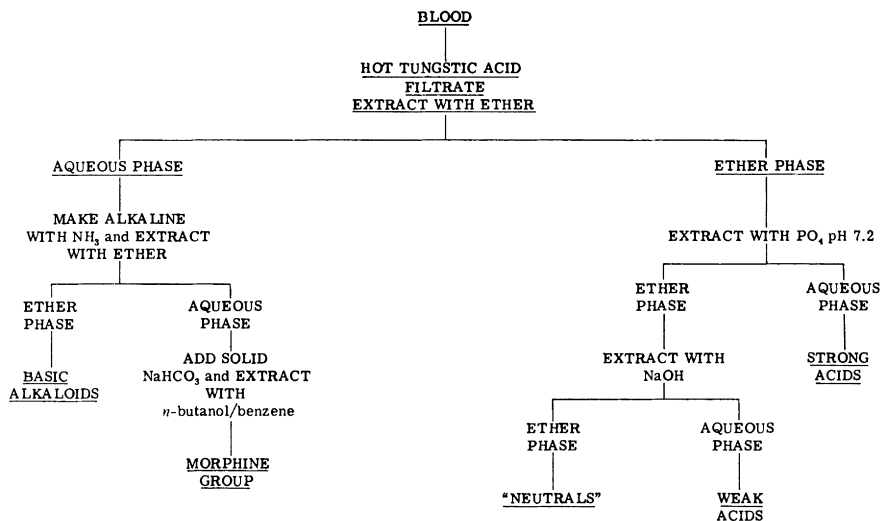 BLOOD
HOT TUNGSTIC ACID
FILTRATE
EXTRACT WITH ETHER
AQUEOUS PHASE
MAKE ALKALINE
WITH NH₃ and EXTRACT
WITH ETHER
ETHER
PHASE
BASIC
ALKALOIDS
AQUEOUS
PHASE
ADD SOLID
NaHCO₃ and EXTRACT
WITH
n-butanol/benzene
MORPHINE
GROUP
ETHER PHASE
EXTRACT WITH PO₄ pH 7.2
ETHER
PHASE
EXTRACT WITH
NaOH
ETHER
PHASE
“NEUTRALS”
AQUEOUS
PHASE
WEAK
ACIDS
AQUEOUS
PHASE
STRONG
ACIDS